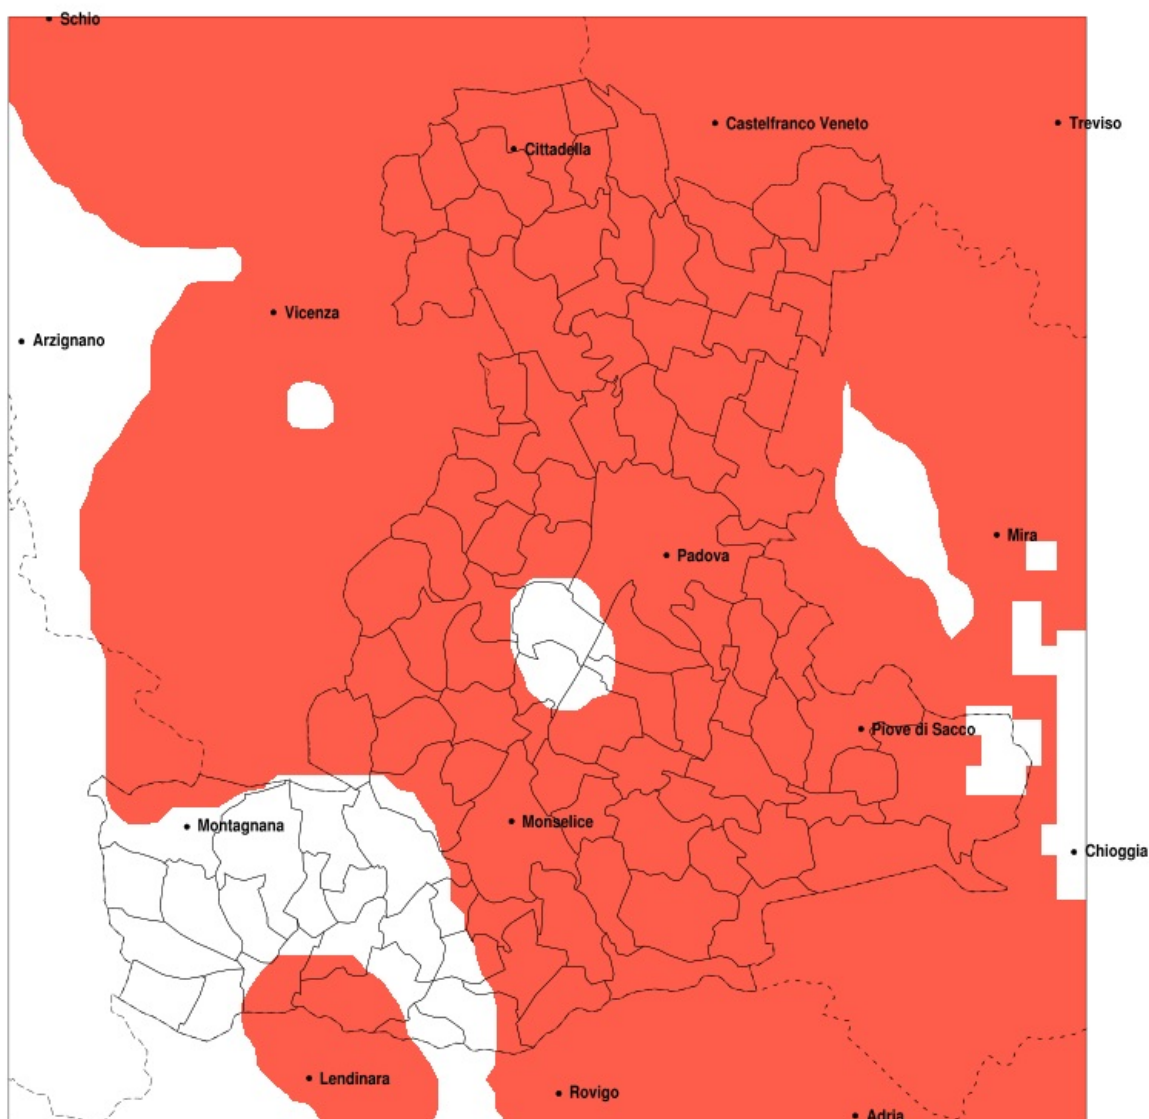 Schio
Castelfranco Veneto
Treviso
Cittadella
Vicenza
Arzignano
Mira
Padova
Piove di Sacco
Montagnana
Monselice
Chioggia
Lendinara
Rovigo
Adria